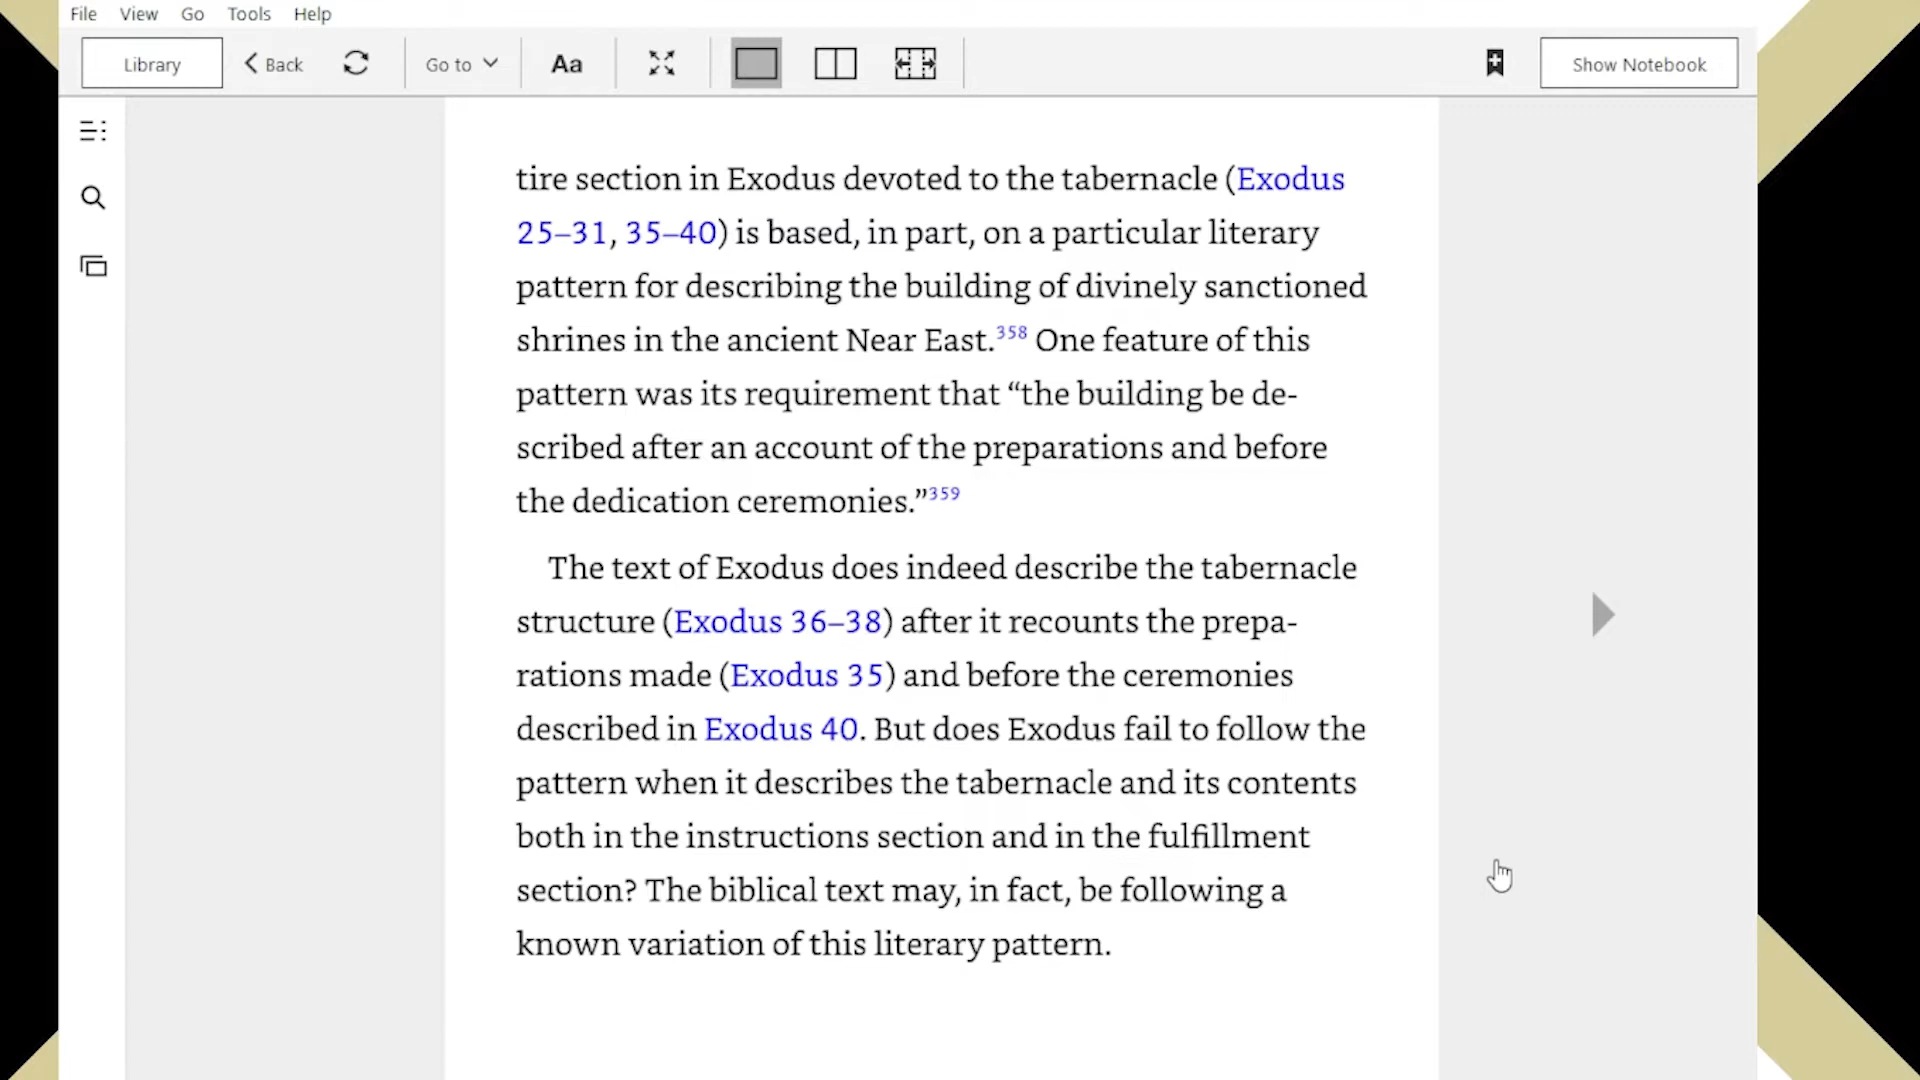 File View Go Tools Help
Library Back Go to Aa Show Notebook
tire section in Exodus devoted to the tabernacle (Exodus
25–31, 35–40) is based, in part, on a particular literary
pattern for describing the building of divinely sanctioned
shrines in the ancient Near East.358 One feature of this
pattern was its requirement that “the building be de-
scribed after an account of the preparations and before
the dedication ceremonies.”359
The text of Exodus does indeed describe the tabernacle
structure (Exodus 36–38) after it recounts the prepa-
rations made (Exodus 35) and before the ceremonies
described in Exodus 40. But does Exodus fail to follow the
pattern when it describes the tabernacle and its contents
both in the instructions section and in the fulfillment
section? The biblical text may, in fact, be following a
known variation of this literary pattern.